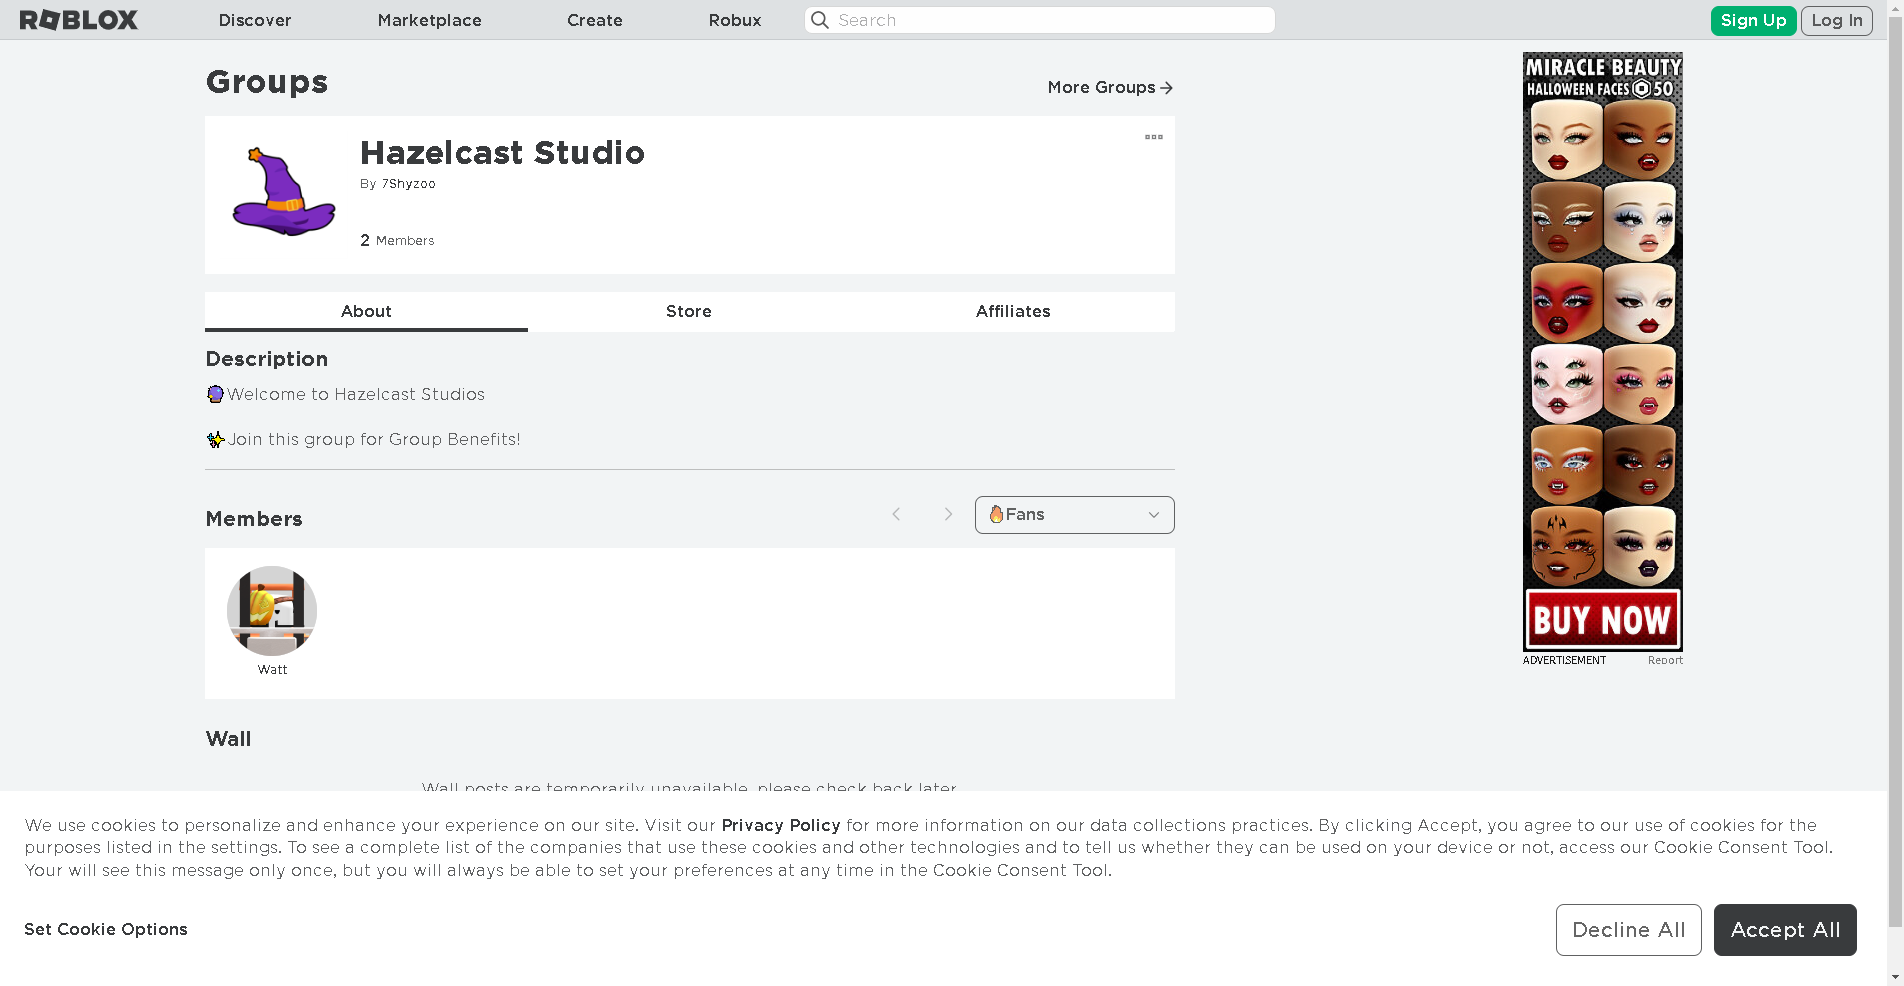 ROBLOX
Discover
Marketplace
Create
Robux
Search
Sign Up
Log In
Groups
More Groups
Hazelcast Studio
By 7Shyzoo
2 Members
About
Store
Affiliates
Description
Welcome to Hazelcast Studios
Join this group for Group Benefits!
Members
Fans
Watt
Wall
Wall posts are temporarily unavailable, please check back later.
MIRACLE BEAUTY
HALLOWEEN FACES 50
BUY NOW
ADVERTISEMENT
Report
We use cookies to personalize and enhance your experience on our site. Visit our Privacy Policy for more information on our data collections practices. By clicking Accept, you agree to our use of cookies for the
purposes listed in the settings. To see a complete list of the companies that use these cookies and other technologies and to tell us whether they can be used on your device or not, access our Cookie Consent Tool.
Your will see this message only once, but you will always be able to set your preferences at any time in the Cookie Consent Tool.
Set Cookie Options
Decline All
Accept All